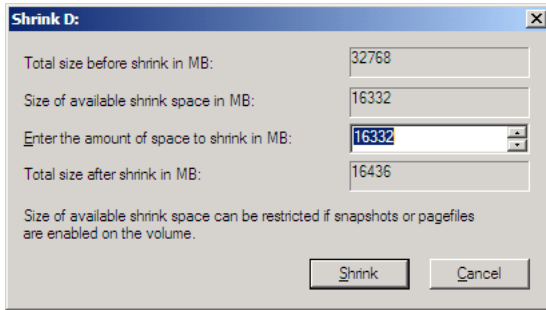 Shrink D:
Total size before shrink in MB: 32768
Size of available shrink space in MB: 16332
Enter the amount of space to shrink in MB: 16332
Total size after shrink in MB: 16436
Size of available shrink space can be restricted if snapshots or pagefiles
are enabled on the volume.
Shrink Cancel